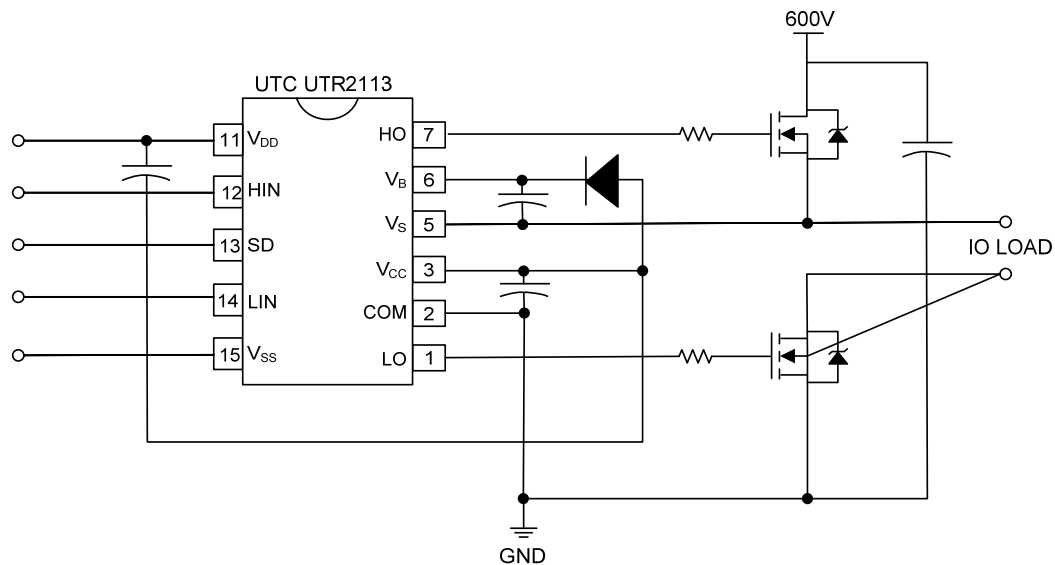 600V
UTC UTR2113
11 VDD
HO 7
12 HIN
VB 6
13 SD
VS 5
IO LOAD
VCC 3
14 LIN
COM 2
15 VSS
LO 1
GND